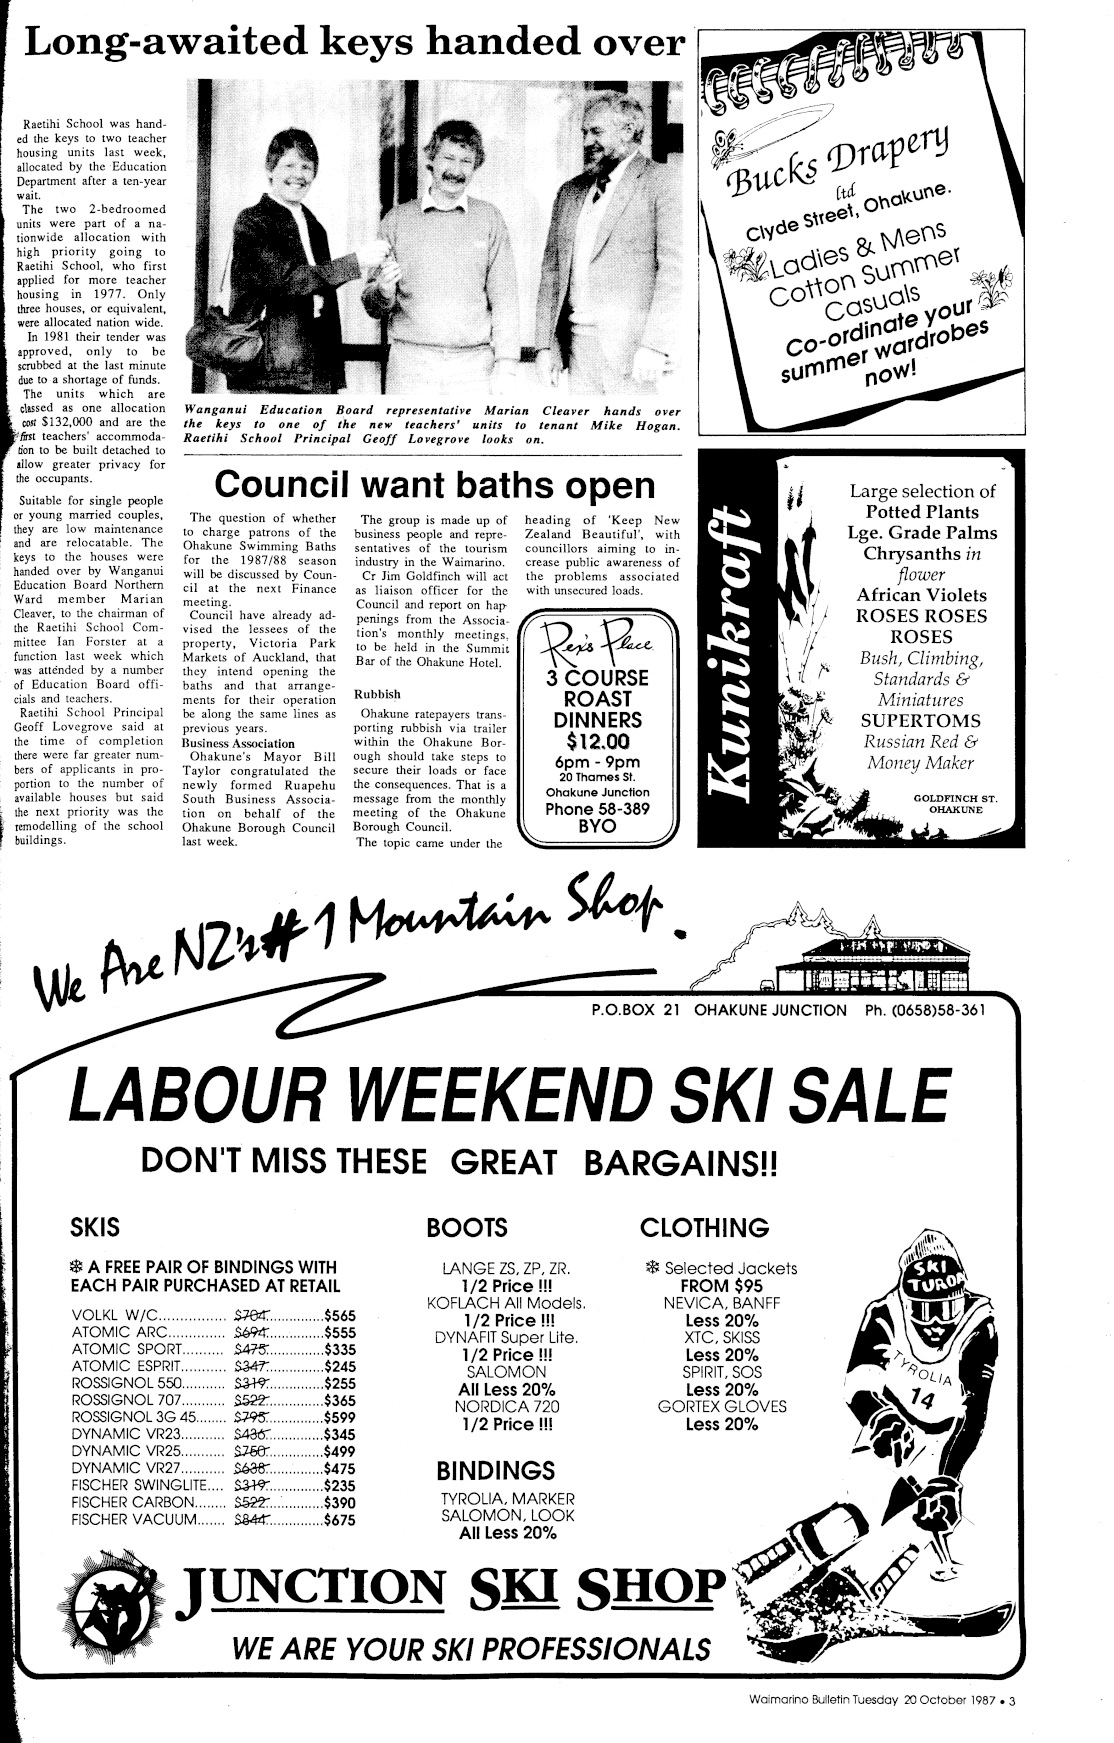 Long-awaited keys handed over
Raetihi School was hand-
ed the keys to two teacher
housing units last week,
allocated by the Education
Department after a ten-year
wait.
The two 2-bedroomed
units were part of a na-
tionwide allocation with
high priority going to
Raetihi School, who first
applied for more teacher
housing in 1977. Only
three houses, or equivalent,
were allocated nation wide.
In 1981 their tender was
approved, only to be
scrubbed at the last minute
due to a shortage of funds.
The units which are
classed as one allocation
cost $132,000 and are the
first teachers' accommoda-
tion to be built detached to
allow greater privacy for
the occupants.
Suitable for single people
or young married couples,
they are low maintenance
and are relocatable. The
keys to the houses were
handed over by Wanganui
Education Board Northern
Ward member Marian
Cleaver, to the chairman of
the Raetihi School Com-
mittee Ian Forster at a
function last week which
was attended by a number
of Education Board offi-
cials and teachers.
Raetihi School Principal
Geoff Lovegrove said at
the time of completion
there were far greater num-
bers of applicants in pro-
portion to the number of
available houses but said
the next priority was the
remodelling of the school
buildings.
Wanganui Education Board representative Marian Cleaver hands over
the keys to one of the new teachers' units to tenant Mike Hogan.
Raetihi School Principal Geoff Lovegrove looks on.
Council want baths open
The question of whether
to charge patrons of the
Ohakune Swimming Baths
for the 1987/88 season
will be discussed by Coun-
cil at the next Finance
meeting.
Council have already ad-
vised the lessees of the
property, Victoria Park
Markets of Auckland, that
they intend opening the
baths and that arrange-
ments for their operation
be along the same lines as
previous years.
Business Association
Ohakune's Mayor Bill
Taylor congratulated the
newly formed Ruapehu
South Business Associa-
tion on behalf of the
Ohakune Borough Council
last week.
The group is made up of
business people and repre-
sentatives of the tourism
industry in the Waimarino.
Cr Jim Goldfinch will act
as liaison officer for the
Council and report on hap-
penings from the Associa-
tion's monthly meetings,
to be held in the Summit
Bar of the Ohakune Hotel.
Rubbish
Ohakune ratepayers trans-
porting rubbish via trailer
within the Ohakune Bor-
ough should take steps to
secure their loads or face
the consequences. That is a
message from the monthly
meeting of the Ohakune
Borough Council.
The topic came under the
heading of 'Keep New
Zealand Beautiful', with
councillors aiming to in-
crease public awareness of
the problems associated
with unsecured loads.
Rex's Place
3 COURSE
ROAST
DINNERS
$12.00
6pm - 9pm
20 Thames St.
Ohakune Junction
Phone 58-389
BYO
Bucks Drapery
ltd
Clyde Street, Ohakune.
Ladies & Mens
Cotton Summer
Casuals
Co-ordinate your
summer wardrobes
now!
Kunikraft
Large selection of
Potted Plants
Lge. Grade Palms
Chrysanths in
flower
African Violets
ROSES ROSES
ROSES
Bush, Climbing,
Standards &
Miniatures
SUPERTOMS
Russian Red &
Money Maker
GOLDFINCH ST.
OHAKUNE
We Are NZ's # 1 Mountain Shop.
P.O.BOX 21 OHAKUNE JUNCTION Ph. (0658)58-361
LABOUR WEEKEND SKI SALE
DON'T MISS THESE GREAT BARGAINS!!
SKIS
❄ A FREE PAIR OF BINDINGS WITH
EACH PAIR PURCHASED AT RETAIL
VOLKL W/C................ $704..............$565
ATOMIC ARC............. $694..............$555
ATOMIC SPORT.......... $475..............$335
ATOMIC ESPRIT........... $347..............$245
ROSSIGNOL 550.......... $319..............$255
ROSSIGNOL 707.......... $522..............$365
ROSSIGNOL 3G 45....... $795..............$599
DYNAMIC VR23........... $436..............$345
DYNAMIC VR25........... $750..............$499
DYNAMIC VR27........... $638..............$475
FISCHER SWINGLITE.... $319..............$235
FISCHER CARBON........ $522..............$390
FISCHER VACUUM....... $844..............$675
BOOTS
LANGE ZS, ZP, ZR.
1/2 Price !!!
KOFLACH All Models.
1/2 Price !!!
DYNAFIT Super Lite.
1/2 Price !!!
SALOMON
All Less 20%
NORDICA 720
1/2 Price !!!
BINDINGS
TYROLIA, MARKER
SALOMON, LOOK
All Less 20%
CLOTHING
❄ Selected Jackets
FROM $95
NEVICA, BANFF
Less 20%
XTC, SKISS
Less 20%
SPIRIT, SOS
Less 20%
GORTEX GLOVES
Less 20%
SKI
TUROA
TYROLIA
14
JUNCTION SKI SHOP
WE ARE YOUR SKI PROFESSIONALS
Waimarino Bulletin Tuesday 20 October 1987 • 3